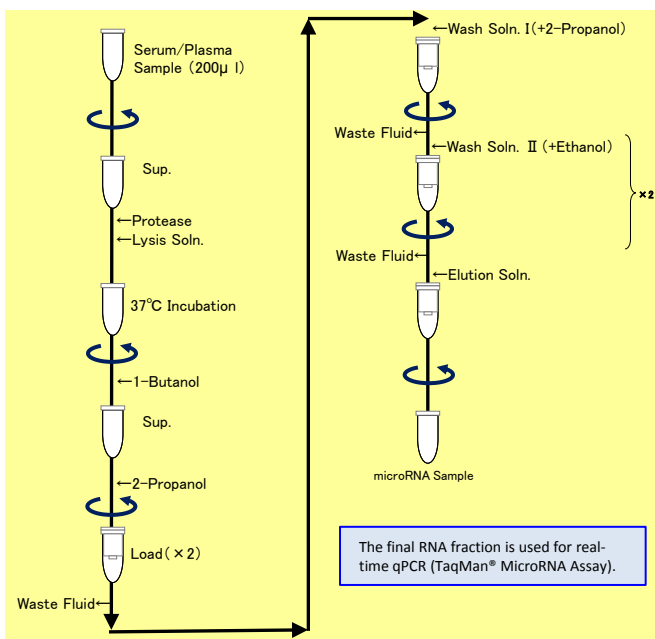 Serum/Plasma
Sample (200μ l)
Sup.
←Protease
←Lysis Soln.
37℃ Incubation
←1-Butanol
Sup.
←2-Propanol
Load(×2)
Waste Fluid←
←Wash Soln. I(+2-Propanol)
Waste Fluid←
←Wash Soln. Ⅱ(+Ethanol)
×2
Waste Fluid←
←Elution Soln.
microRNA Sample
The final RNA fraction is used for real-
time qPCR (TaqMan® MicroRNA Assay).